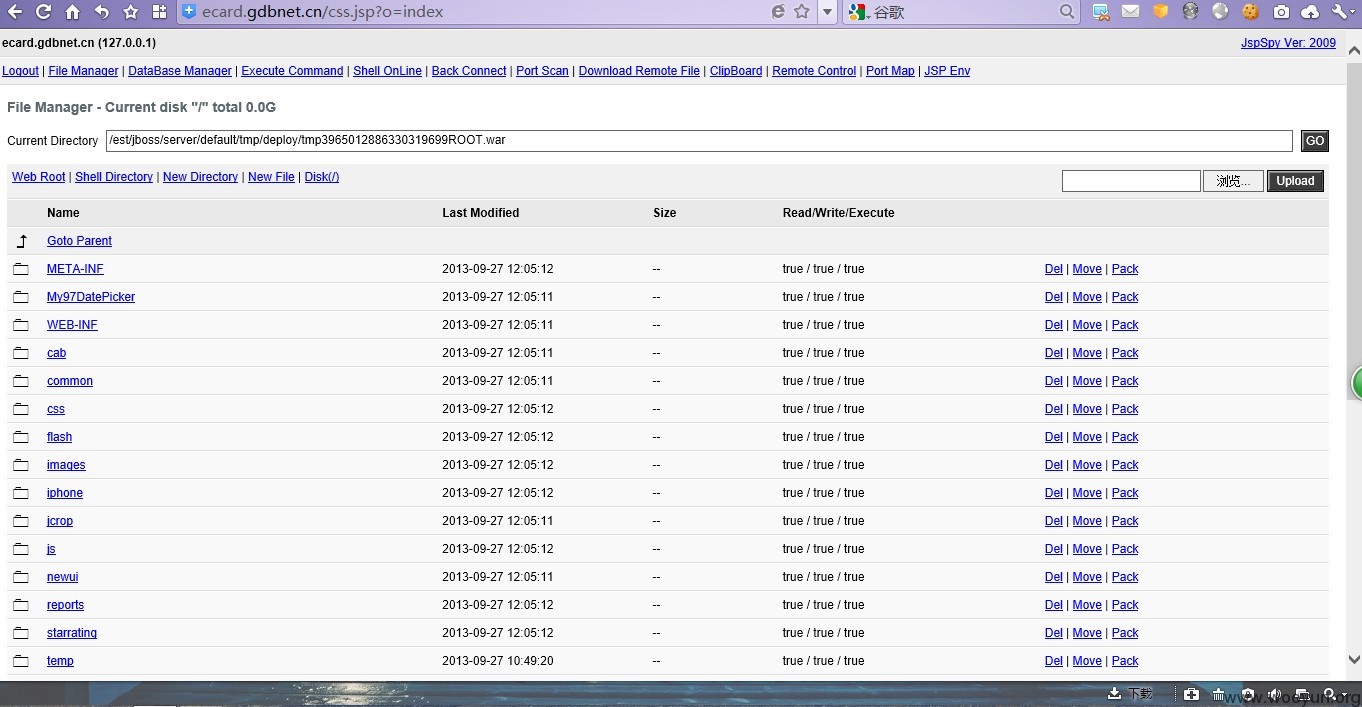 ecard.gdbnet.cn/css.jsp?o=index 谷歌
ecard.gdbnet.cn (127.0.0.1) JspSpy Ver: 2009
Logout | File Manager | DataBase Manager | Execute Command | Shell OnLine | Back Connect | Port Scan | Download Remote File | ClipBoard | Remote Control | Port Map | JSP Env
File Manager - Current disk "/" total 0.0G
Current Directory /est/jboss/server/default/tmp/deploy/tmp3965012886330319699ROOT.war GO
Web Root | Shell Directory | New Directory | New File | Disk(/) 浏览... Upload
Name Last Modified Size Read/Write/Execute
Goto Parent
META-INF 2013-09-27 12:05:12 -- true / true / true Del | Move | Pack
My97DatePicker 2013-09-27 12:05:11 -- true / true / true Del | Move | Pack
WEB-INF 2013-09-27 12:05:11 -- true / true / true Del | Move | Pack
cab 2013-09-27 12:05:11 -- true / true / true Del | Move | Pack
common 2013-09-27 12:05:11 -- true / true / true Del | Move | Pack
css 2013-09-27 12:05:12 -- true / true / true Del | Move | Pack
flash 2013-09-27 12:05:12 -- true / true / true Del | Move | Pack
images 2013-09-27 12:05:12 -- true / true / true Del | Move | Pack
iphone 2013-09-27 12:05:12 -- true / true / true Del | Move | Pack
jcrop 2013-09-27 12:05:11 -- true / true / true Del | Move | Pack
js 2013-09-27 12:05:12 -- true / true / true Del | Move | Pack
newui 2013-09-27 12:05:11 -- true / true / true Del | Move | Pack
reports 2013-09-27 12:05:12 -- true / true / true Del | Move | Pack
starrating 2013-09-27 12:05:12 -- true / true / true Del | Move | Pack
temp 2013-09-27 10:49:20 -- true / true / true Del | Move | Pack
下载